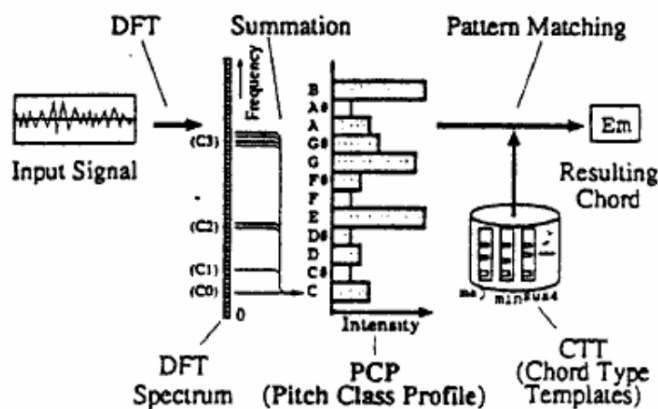 DFT
Summation
Pattern Matching
Frequency
B
A#
A
G#
G
F#
F
E
D#
D
C#
C
(C3)
(C2)
(C1)
(C0)
0
Input Signal
Em
Resulting
Chord
maj min sus4
Intensity
DFT
Spectrum
PCP
(Pitch Class Profile)
CTT
(Chord Type
Templates)